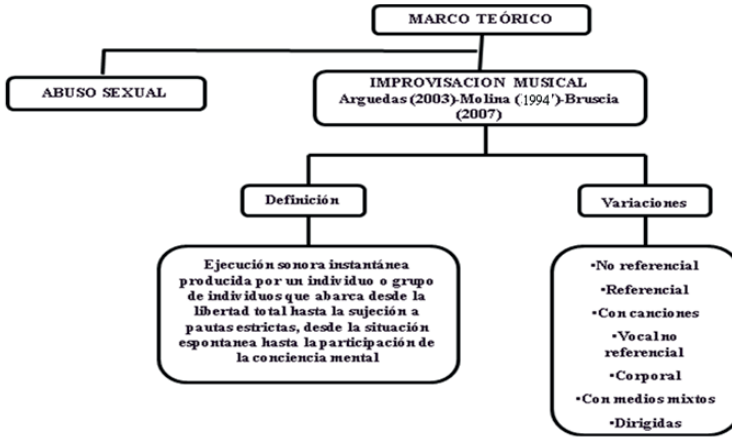 MARCO TEÓRICO
ABUSO SEXUAL
IMPROVISACION MUSICAL
Arguedas (2003)-Molina (1994')-Bruscia
(2007)
Definición
Variaciones
Ejecución sonora instantánea
producida por un individuo o grupo
de individuos que abarca desde la
libertad total hasta la sujeción a
pautas estrictas, desde la situación
espontanea hasta la participación de
la conciencia mental
•No referencial
•Referencial
•Con canciones
•Vocal no
referencial
•Corporal
•Con medios mixtos
•Dirigidas